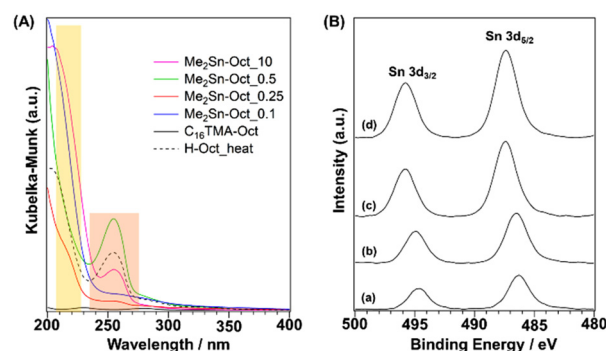 (A)
Kubelka-Munk (a.u.)
Me₂Sn-Oct_10
Me₂Sn-Oct_0.5
Me₂Sn-Oct_0.25
Me₂Sn-Oct_0.1
C₁₆TMA-Oct
H-Oct_heat
200 250 300 350 400
Wavelength / nm
(B)
Intensity (a.u.)
Sn 3d₅/₂
Sn 3d₃/₂
(d)
(c)
(b)
(a)
500 495 490 485 480
Binding Energy / eV